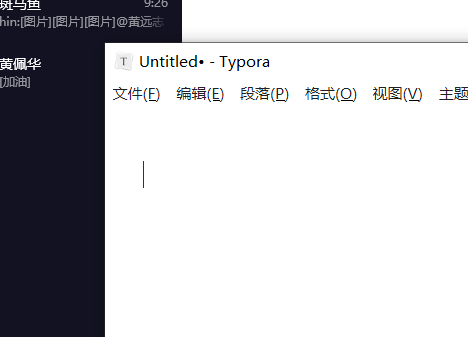 斑马鱼 9:26
hin:[图片][图片][图片]@黄远志
黄佩华
[加油]
T Untitled• - Typora
文件(F) 编辑(E) 段落(P) 格式(O) 视图(V) 主题